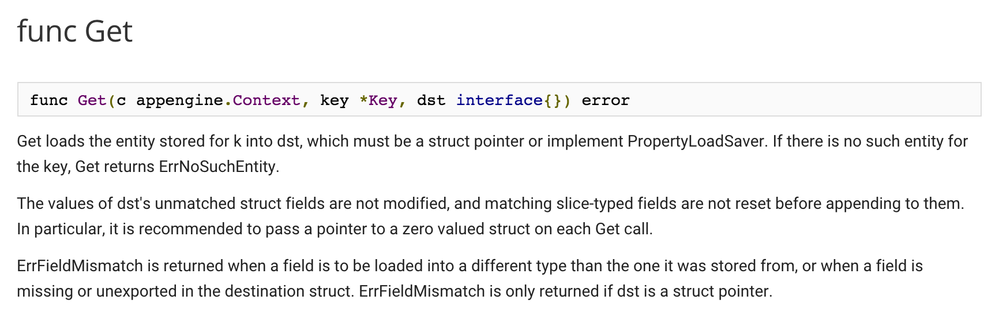 func Get
func Get(c appengine.Context, key *Key, dst interface{}) error
Get loads the entity stored for k into dst, which must be a struct pointer or implement PropertyLoadSaver. If there is no such entity for
the key, Get returns ErrNoSuchEntity.
The values of dst's unmatched struct fields are not modified, and matching slice-typed fields are not reset before appending to them.
In particular, it is recommended to pass a pointer to a zero valued struct on each Get call.
ErrFieldMismatch is returned when a field is to be loaded into a different type than the one it was stored from, or when a field is
missing or unexported in the destination struct. ErrFieldMismatch is only returned if dst is a struct pointer.